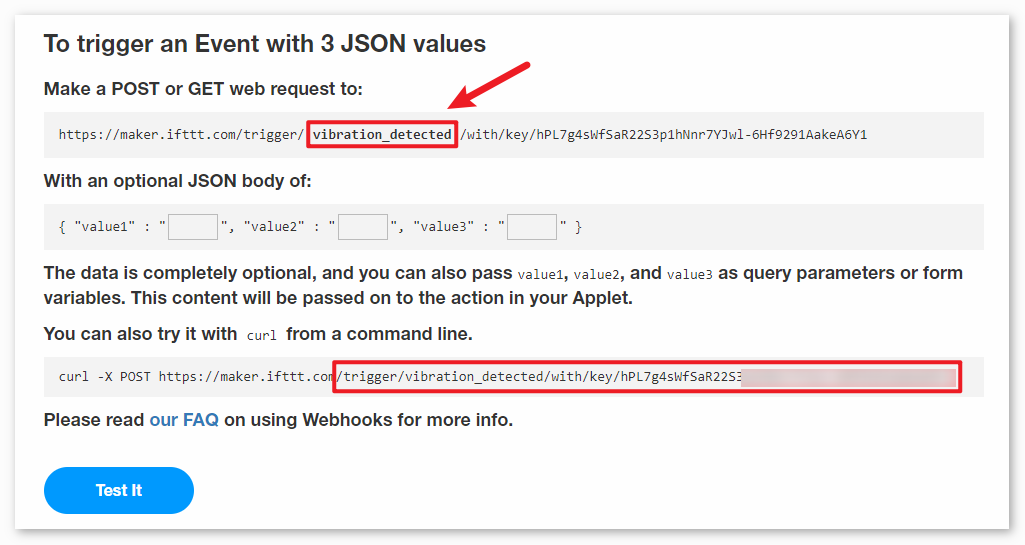 To trigger an Event with 3 JSON values
Make a POST or GET web request to:
https://maker.ifttt.com/trigger/ vibration_detected /with/key/hPL7g4sWfSaR22S3p1hNnr7YJwl-6Hf9291AakeA6Y1
With an optional JSON body of:
{ "value1" : " ", "value2" : " ", "value3" : " " }
The data is completely optional, and you can also pass value1, value2, and value3 as query parameters or form
variables. This content will be passed on to the action in your Applet.
You can also try it with curl from a command line.
curl -X POST https://maker.ifttt.com/trigger/vibration_detected/with/key/hPL7g4sWfSaR22S3
Please read our FAQ on using Webhooks for more info.
Test It